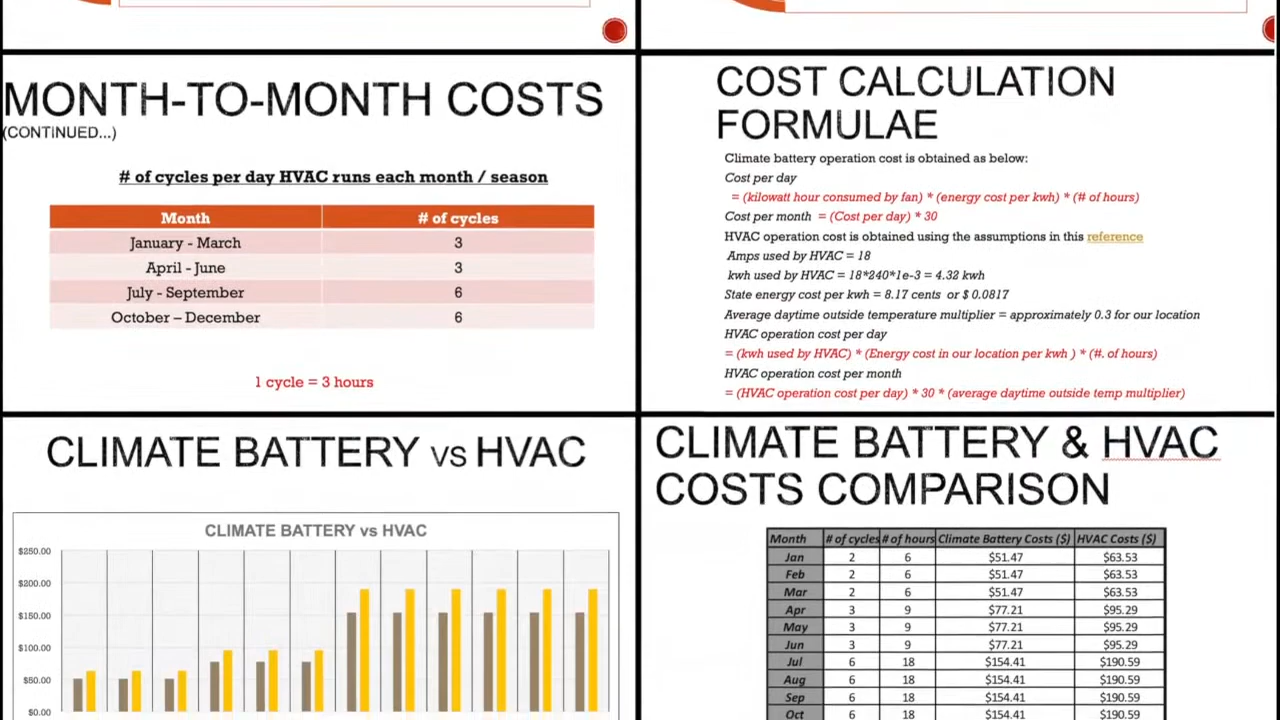 MONTH-TO-MONTH COSTS
(CONTINUED...)
# of cycles per day HVAC runs each month / season
Month # of cycles
January - March 3
April - June 3
July - September 6
October – December 6
1 cycle = 3 hours
COST CALCULATION
FORMULAE
Climate battery operation cost is obtained as below:
Cost per day
= (kilowatt hour consumed by fan) * (energy cost per kwh) * (# of hours)
Cost per month = (Cost per day) * 30
HVAC operation cost is obtained using the assumptions in this reference
Amps used by HVAC = 18
kwh used by HVAC = 18*240*1e-3 = 4.32 kwh
State energy cost per kwh = 8.17 cents or $ 0.0817
Average daytime outside temperature multiplier = approximately 0.3 for our location
HVAC operation cost per day
= (kwh used by HVAC) * (Energy cost in our location per kwh ) * (#. of hours)
HVAC operation cost per month
= (HVAC operation cost per day) * 30 * (average daytime outside temp multiplier)
CLIMATE BATTERY VS HVAC
CLIMATE BATTERY vs HVAC
$250.00
$200.00
$150.00
$100.00
$50.00
$0.00
CLIMATE BATTERY & HVAC
COSTS COMPARISON
Month # of cycles # of hours Climate Battery Costs ($) HVAC Costs ($)
Jan 2 6 $51.47 $63.53
Feb 2 6 $51.47 $63.53
Mar 2 6 $51.47 $63.53
Apr 3 9 $77.21 $95.29
May 3 9 $77.21 $95.29
Jun 3 9 $77.21 $95.29
Jul 6 18 $154.41 $190.59
Aug 6 18 $154.41 $190.59
Sep 6 18 $154.41 $190.59
Oct 6 18 $154.41 $190.59